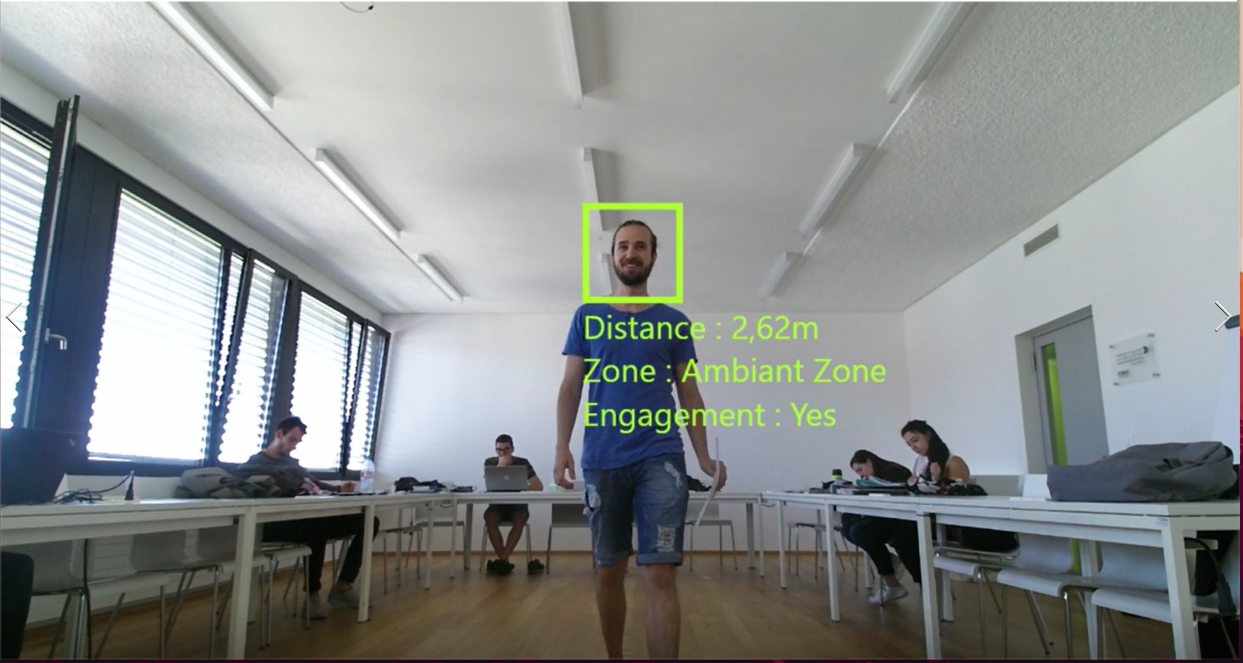 Distance : 2,62m
Zone : Ambiant Zone
Engagement : Yes